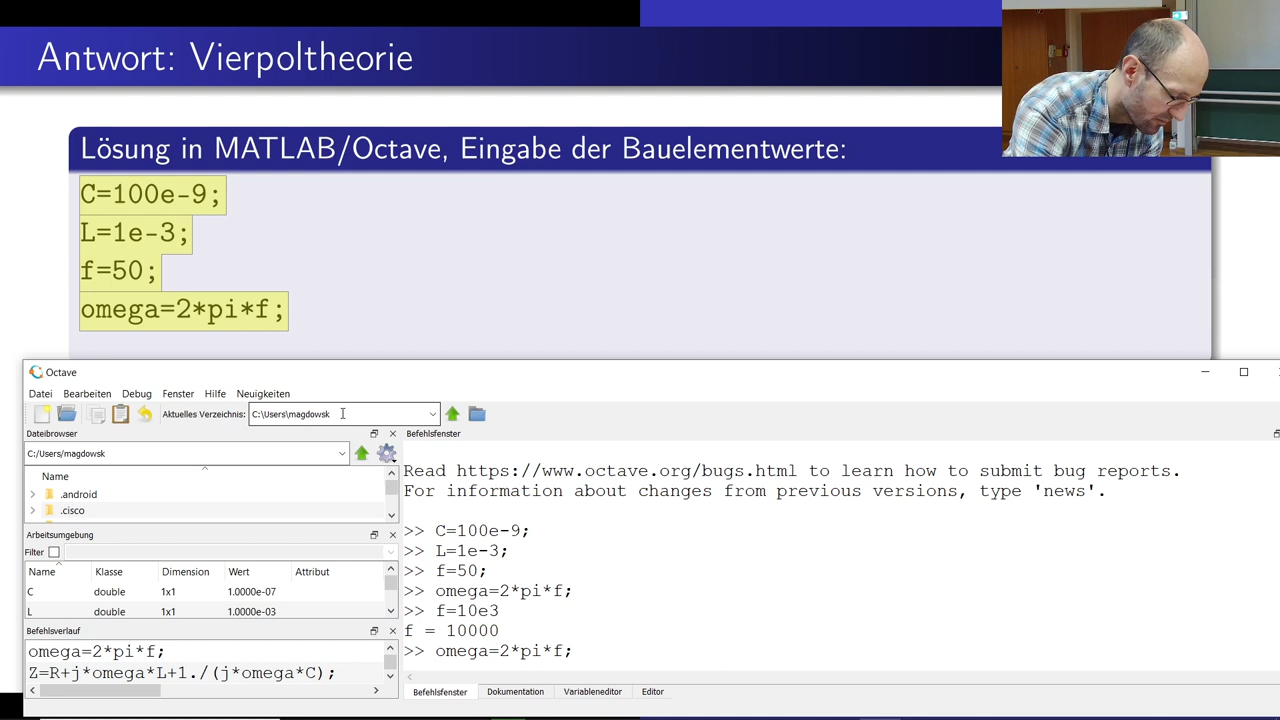 Antwort: Vierpoltheorie
Lösung in MATLAB/Octave, Eingabe der Bauelementwerte:
C=100e-9;
L=1e-3;
f=50;
omega=2*pi*f;
Octave
Datei Bearbeiten Debug Fenster Hilfe Neuigkeiten
Aktuelles Verzeichnis: C:\Users\magdowsk
Dateibrowser
C:/Users/magdowsk
Name
.android
.cisco
Arbeitsumgebung
Filter
Name Klasse Dimension Wert Attribut
C double 1x1 1.0000e-07
L double 1x1 1.0000e-03
Befehlsverlauf
omega=2*pi*f;
Z=R+j*omega*L+1./(j*omega*C);
Befehlsfenster
Read https://www.octave.org/bugs.html to learn how to submit bug reports.
For information about changes from previous versions, type 'news'.
>> C=100e-9;
>> L=1e-3;
>> f=50;
>> omega=2*pi*f;
>> f=10e3
f = 10000
>> omega=2*pi*f;
Befehlsfenster Dokumentation Variableneditor Editor